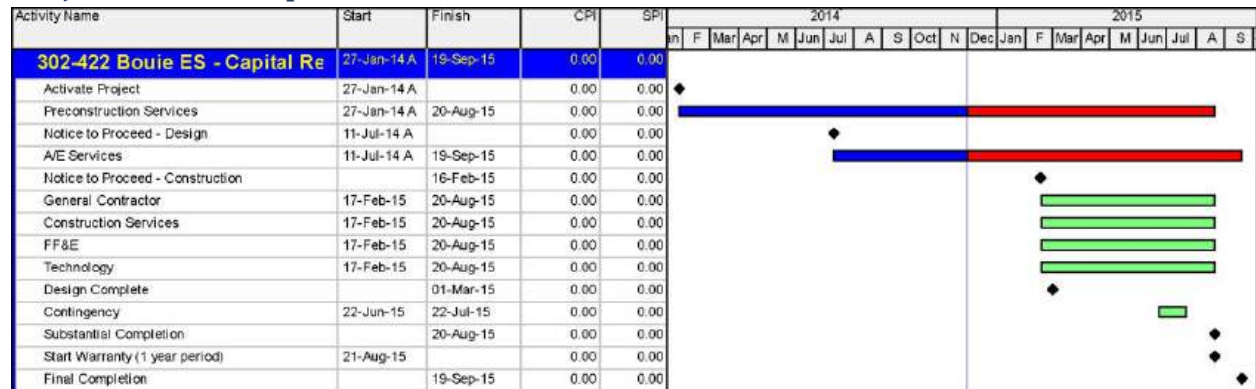 Activity Name Start Finish CPI SPI 2014 2015
an F Mar Apr M Jun Jul A S Oct N Dec Jan F Mar Apr M Jun Jul A S
302-422 Bouie ES - Capital Re 27-Jan-14 A 19-Sep-15 0.00 0.00
Activate Project 27-Jan-14 A 0.00 0.00
Preconstruction Services 27-Jan-14 A 20-Aug-15 0.00 0.00
Notice to Proceed - Design 11-Jul-14 A 0.00 0.00
A/E Services 11-Jul-14 A 19-Sep-15 0.00 0.00
Notice to Proceed - Construction 16-Feb-15 0.00 0.00
General Contractor 17-Feb-15 20-Aug-15 0.00 0.00
Construction Services 17-Feb-15 20-Aug-15 0.00 0.00
FF&E 17-Feb-15 20-Aug-15 0.00 0.00
Technology 17-Feb-15 20-Aug-15 0.00 0.00
Design Complete 01-Mar-15 0.00 0.00
Contingency 22-Jun-15 22-Jul-15 0.00 0.00
Substantial Completion 20-Aug-15 0.00 0.00
Start Warranty (1 year period) 21-Aug-15 0.00 0.00
Final Completion 19-Sep-15 0.00 0.00